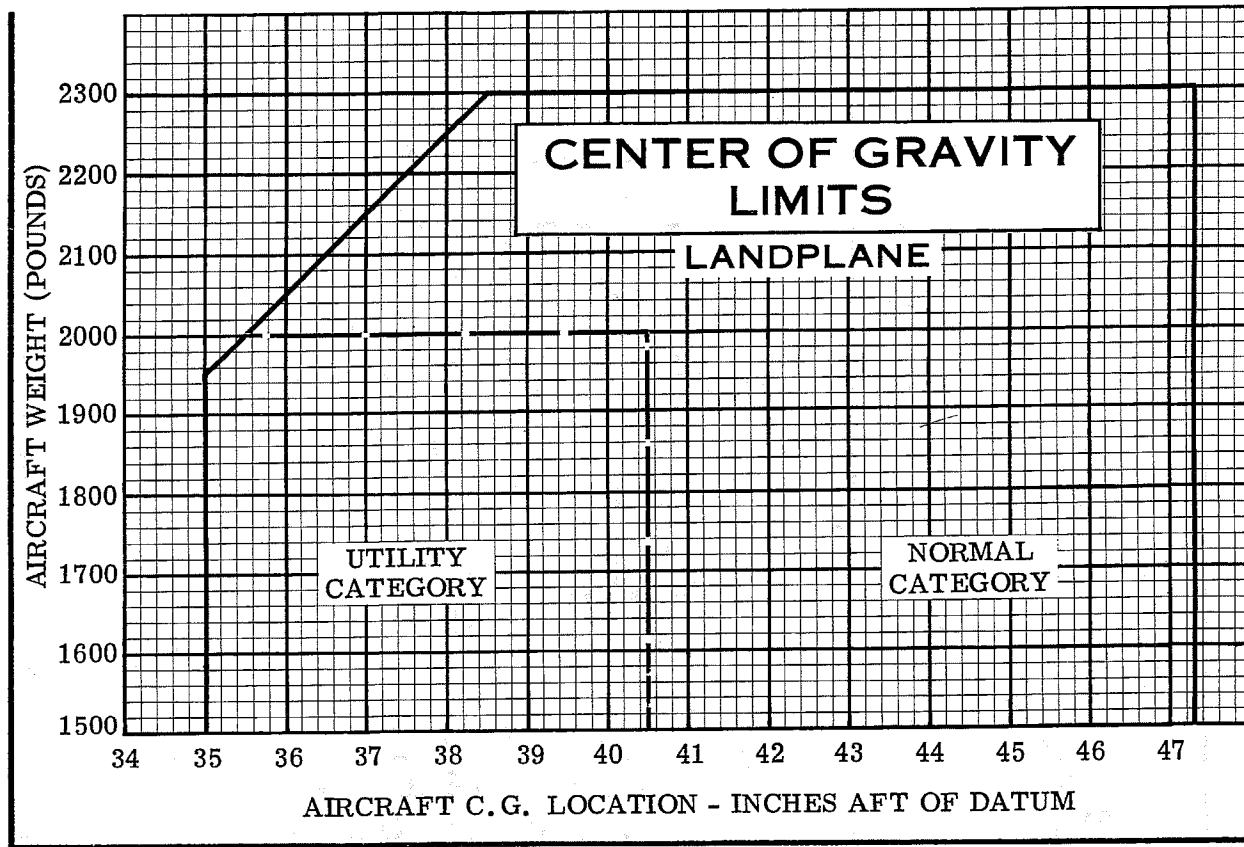 CENTER OF GRAVITY
LIMITS
LANDPLANE
AIRCRAFT WEIGHT (POUNDS)
2300
2200
2100
2000
1900
1800
1700
1600
1500
UTILITY
CATEGORY
NORMAL
CATEGORY
34 35 36 37 38 39 40 41 42 43 44 45 46 47
AIRCRAFT C.G. LOCATION - INCHES AFT OF DATUM